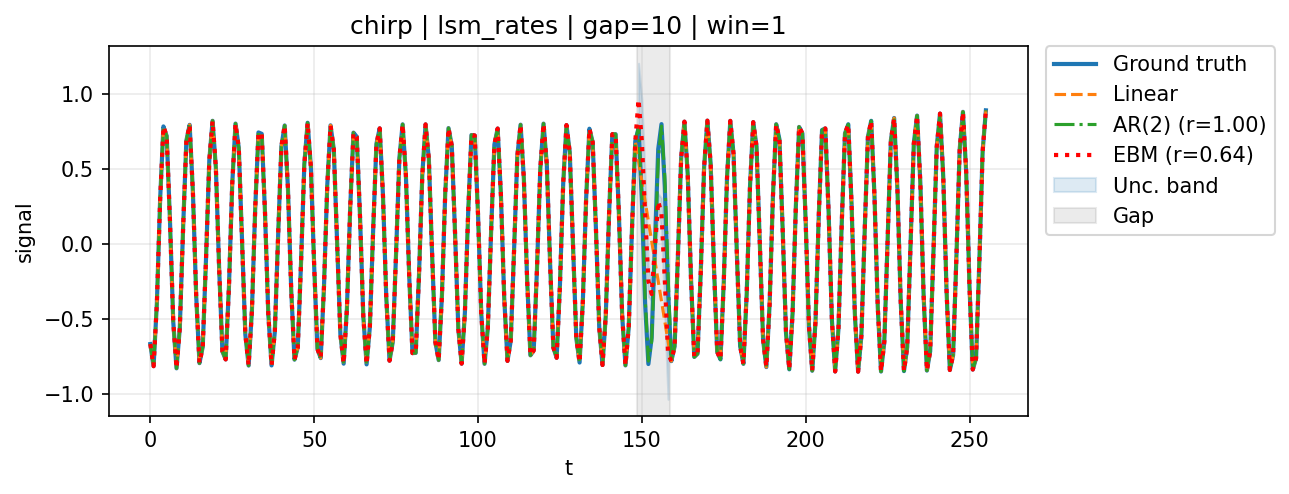 chirp | lsm_rates | gap=10 | win=1
signal
1.0
0.5
0.0
−0.5
−1.0
0
50
100
150
200
250
t
Ground truth
Linear
AR(2) (r=1.00)
EBM (r=0.64)
Unc. band
Gap